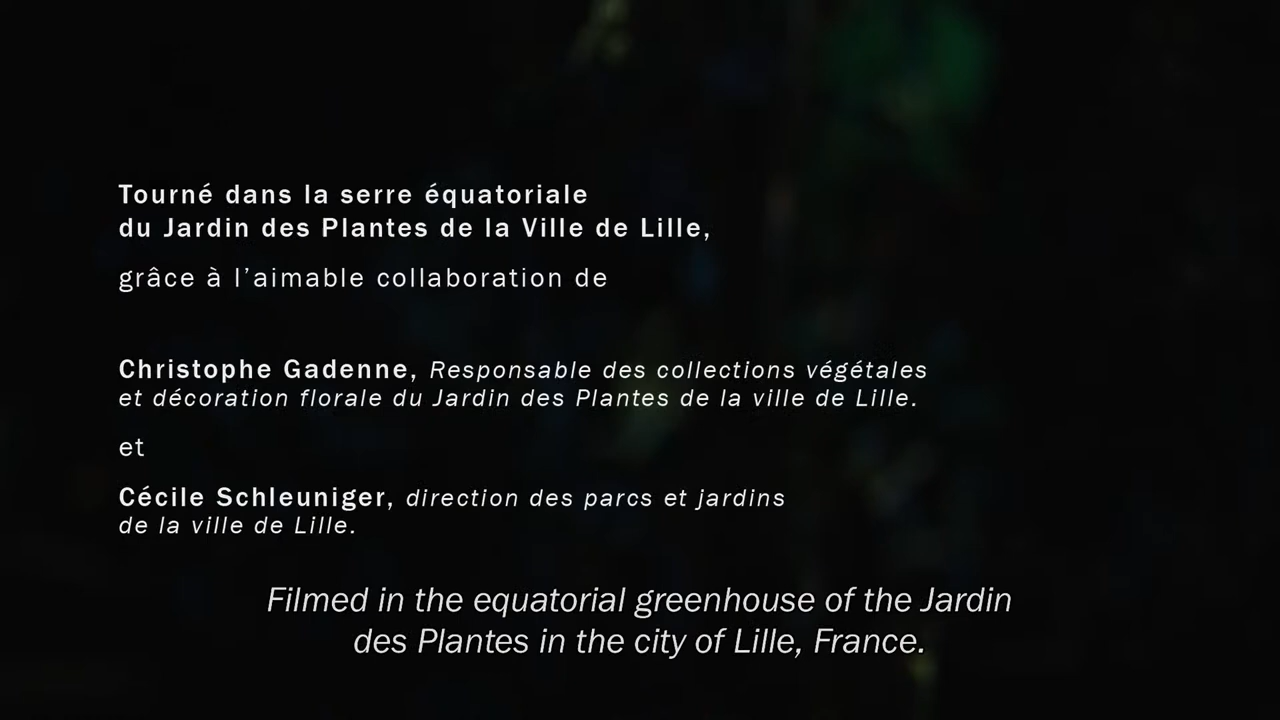 Tourné dans la serre équatoriale
du Jardin des Plantes de la Ville de Lille,
grâce à l’aimable collaboration de
Christophe Gadenne, Responsable des collections végétales
et décoration florale du Jardin des Plantes de la ville de Lille.
et
Cécile Schleuniger, direction des parcs et jardins
de la ville de Lille.
Filmed in the equatorial greenhouse of the Jardin
des Plantes in the city of Lille, France.